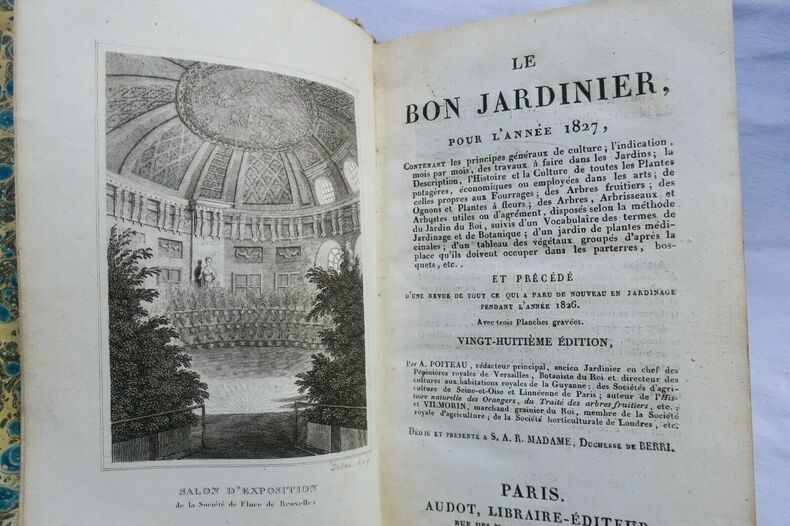 SALON D'EXPOSITION
de la Société de Flore de Bruxelles
LE
BON JARDINIER,
POUR L'ANNÉE 1827,
Contenant les principes généraux de culture; l'indication,
mois par mois, des travaux à faire dans les Jardins; la
Description, l'Histoire et la Culture de toutes les Plantes
potagères, économiques ou employées dans les arts; de
celles propres aux Fourrages; des Arbres fruitiers; des
Ognons et Plantes à fleurs; des Arbres, Arbrisseaux et
Arbustes utiles ou d'agrément, disposés selon la méthode
du Jardin du Roi, suivis d'un Vocabulaire des termes de
Jardinage et de Botanique; d'un jardin de plantes médi-
cinales; d'un tableau des végétaux groupés d'après la
place qu'ils doivent occuper dans les parterres, bos-
quets, etc.,
ET PRÉCÉDÉ
D'UNE REVUE DE TOUT CE QUI A PARU DE NOUVEAU EN JARDINAGE
PENDANT L'ANNÉE 1826.
Avec trois Planches gravées.
VINGT-HUITIÈME ÉDITION,
Par A. POITEAU, rédacteur principal, ancien Jardinier en chef des
Pépinières royales de Versailles, Botaniste du Roi et directeur des
cultures aux habitations royales de la Guyanne; des Sociétés d'agri-
culture de Seine-et-Oise et Linnéenne de Paris; auteur de l'His-
toire naturelle des Orangers, du Traité des arbres fruitiers, etc.;
et VILMORIN, marchand grainier du Roi, membre de la Société
royale d'agriculture; de la Société horticulturale de Londres, etc.
DÉDIÉ ET PRÉSENTÉ A S. A. R. MADAME, DUCHESSE DE BERRI.
PARIS.
AUDOT, LIBRAIRE-ÉDITEUR
RUE DES